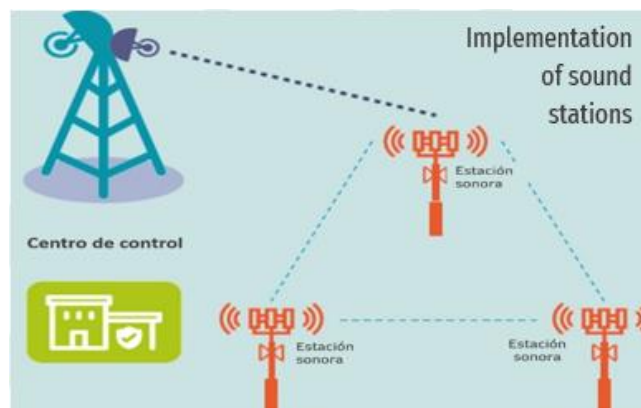 Implementation
of sound
stations
Estación
sonora
Centro de control
Estación
sonora
Estación
sonora